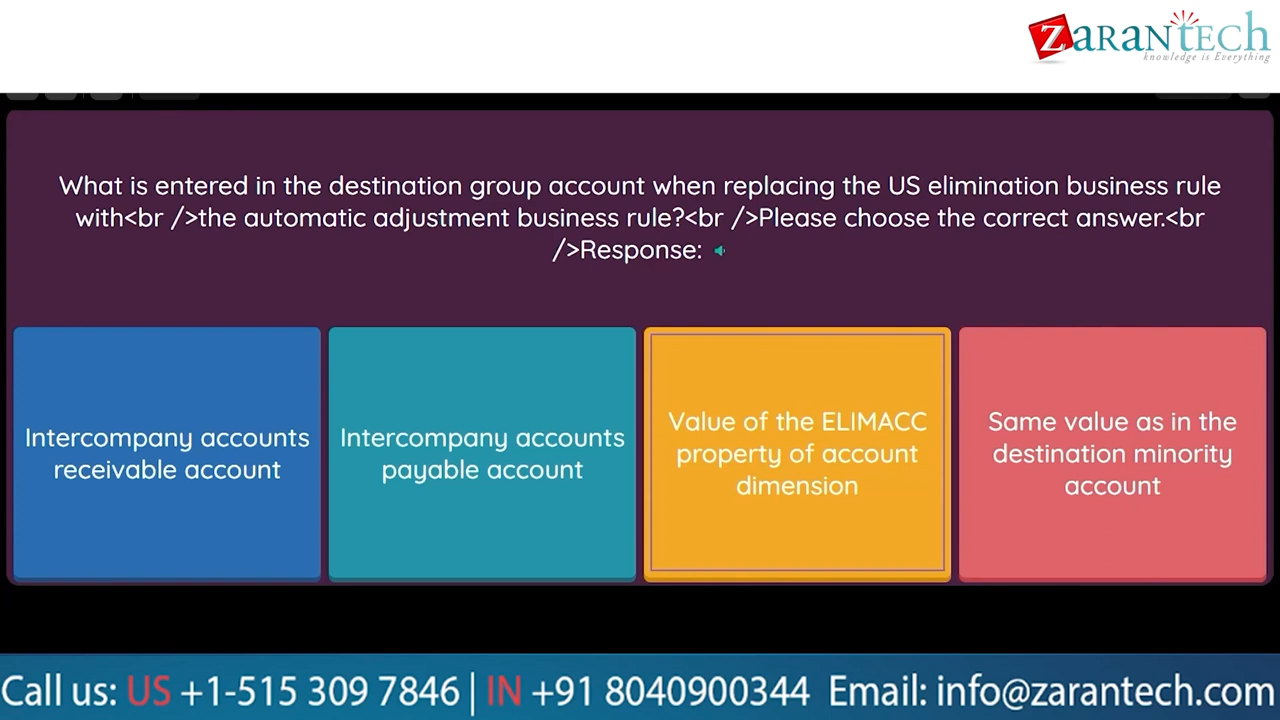 ZARANTECH
knowledge is Everything
What is entered in the destination group account when replacing the US elimination business rule
with<br />the automatic adjustment business rule?<br />Please choose the correct answer.<br
/>Response:
Intercompany accounts
receivable account
Intercompany accounts
payable account
Value of the ELIMACC
property of account
dimension
Same value as in the
destination minority
account
Call us: US +1-515 309 7846 | IN +91 8040900344 Email: info@zarantech.com